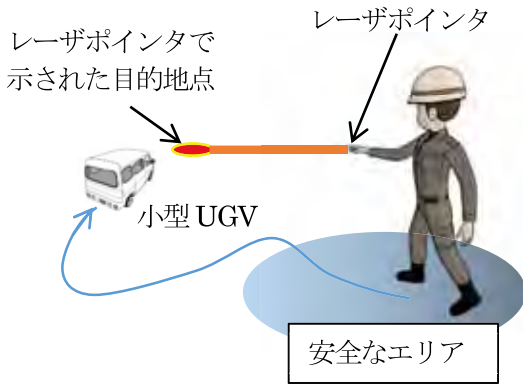 レーザポインタで
示された目的地点
レーザポインタ
小型 UGV
安全なエリア